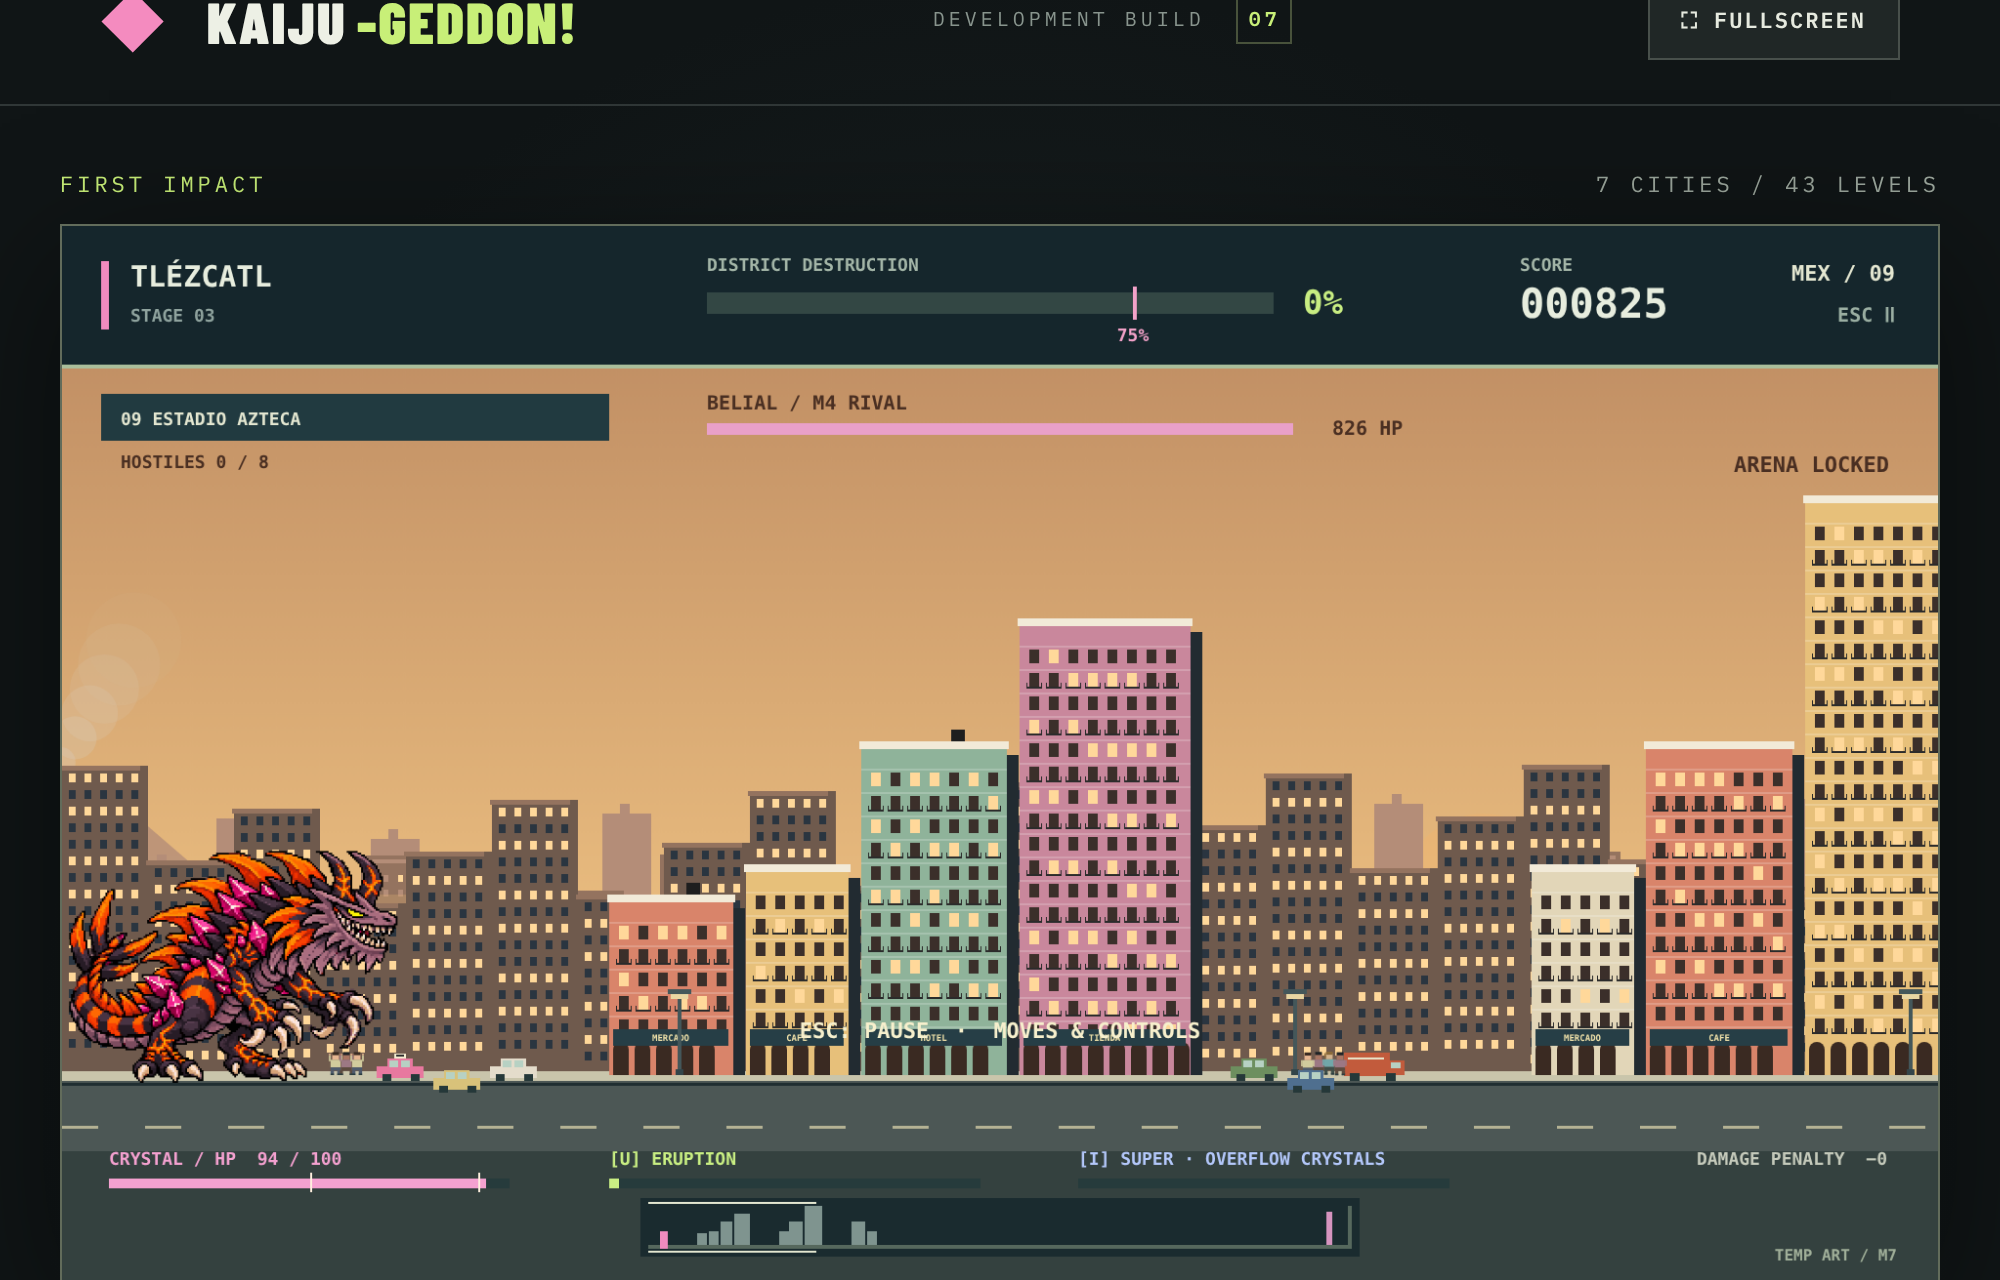 KAIJU-GEDDON!
DEVELOPMENT BUILD 07
FULLSCREEN
FIRST IMPACT
7 CITIES / 43 LEVELS
TLÉZCATL
STAGE 03
DISTRICT DESTRUCTION
0%
75%
SCORE
000825
MEX / 09
ESC II
09 ESTADIO AZTECA
HOSTILES 0 / 8
BELIAL / M4 RIVAL
826 HP
ARENA LOCKED
ESC: PAUSE · MOVES & CONTROLS
MERCADO
CAFE
HOTEL
TIENDA
MERCADO
CAFE
CRYSTAL / HP 94 / 100
[U] ERUPTION
[I] SUPER · OVERFLOW CRYSTALS
DAMAGE PENALTY −0
TEMP ART / M7